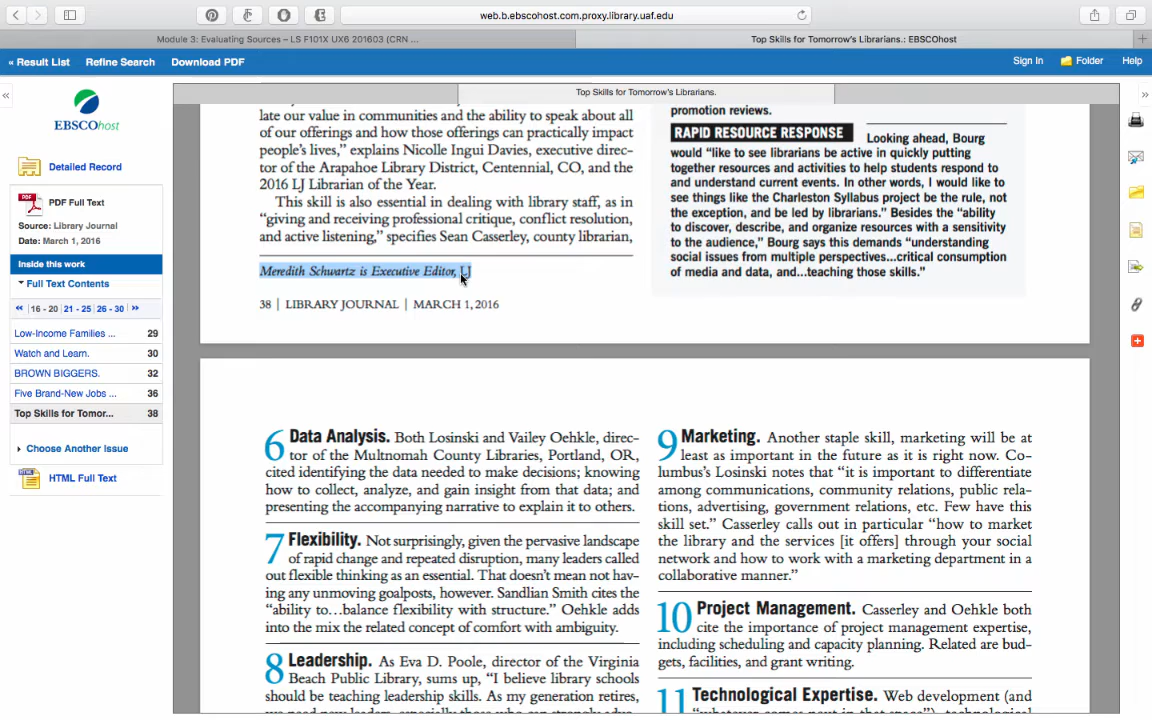 web.b.ebscohost.com.proxy.library.uaf.edu
Module 3: Evaluating Sources – LS F101X UX6 201603 (CRN ...
Top Skills for Tomorrow's Librarians.: EBSCOhost
« Result List
Refine Search
Download PDF
Sign In
Folder
Help
«
»
EBSCOhost
Detailed Record
PDF
PDF Full Text
Source: Library Journal
Date: March 1, 2016
Inside this work
Full Text Contents
16 - 20 | 21 - 25 | 26 - 30
Low-Income Families ... 29
Watch and Learn. 30
BROWN BIGGERS. 32
Five Brand-New Jobs ... 36
Top Skills for Tomor... 38
Choose Another Issue
HTML
HTML Full Text
Top Skills for Tomorrow's Librarians.
late our value in communities and the ability to speak about all
of our offerings and how those offerings can practically impact
people's lives,” explains Nicolle Ingui Davies, executive direc-
tor of the Arapahoe Library District, Centennial, CO, and the
2016 LJ Librarian of the Year.
This skill is also essential in dealing with library staff, as in
“giving and receiving professional critique, conflict resolution,
and active listening,” specifies Sean Casserley, county librarian,
Meredith Schwartz is Executive Editor, LJ
38 | LIBRARY JOURNAL | MARCH 1, 2016
promotion reviews.
RAPID RESOURCE RESPONSE Looking ahead, Bourg
would “like to see librarians be active in quickly putting
together resources and activities to help students respond to
and understand current events. In other words, I would like to
see things like the Charleston Syllabus project be the rule, not
the exception, and be led by librarians.” Besides the “ability
to discover, describe, and organize resources with a sensitivity
to the audience,” Bourg says this demands “understanding
social issues from multiple perspectives...critical consumption
of media and data, and...teaching those skills.”
6 Data Analysis. Both Losinski and Vailey Oehlke, direc-
tor of the Multnomah County Libraries, Portland, OR,
cited identifying the data needed to make decisions; knowing
how to collect, analyze, and gain insight from that data; and
presenting the accompanying narrative to explain it to others.
7 Flexibility. Not surprisingly, given the pervasive landscape
of rapid change and repeated disruption, many leaders called
out flexible thinking as an essential. That doesn't mean not hav-
ing any unmoving goalposts, however. Sandlian Smith cites the
“ability to…balance flexibility with structure.” Oehlke adds
into the mix the related concept of comfort with ambiguity.
8 Leadership. As Eva D. Poole, director of the Virginia
Beach Public Library, sums up, “I believe library schools
should be teaching leadership skills. As my generation retires,
9 Marketing. Another staple skill, marketing will be at
least as important in the future as it is right now. Co-
lumbus's Losinski notes that “it is important to differentiate
among communications, community relations, public rela-
tions, advertising, government relations, etc. Few have this
skill set.” Casserley calls out in particular “how to market
the library and the services [it offers] through your social
network and how to work with a marketing department in a
collaborative manner.”
10 Project Management. Casserley and Oehlke both
cite the importance of project management expertise,
including scheduling and capacity planning. Related are bud-
gets, facilities, and grant writing.
11 Technological Expertise. Web development (and